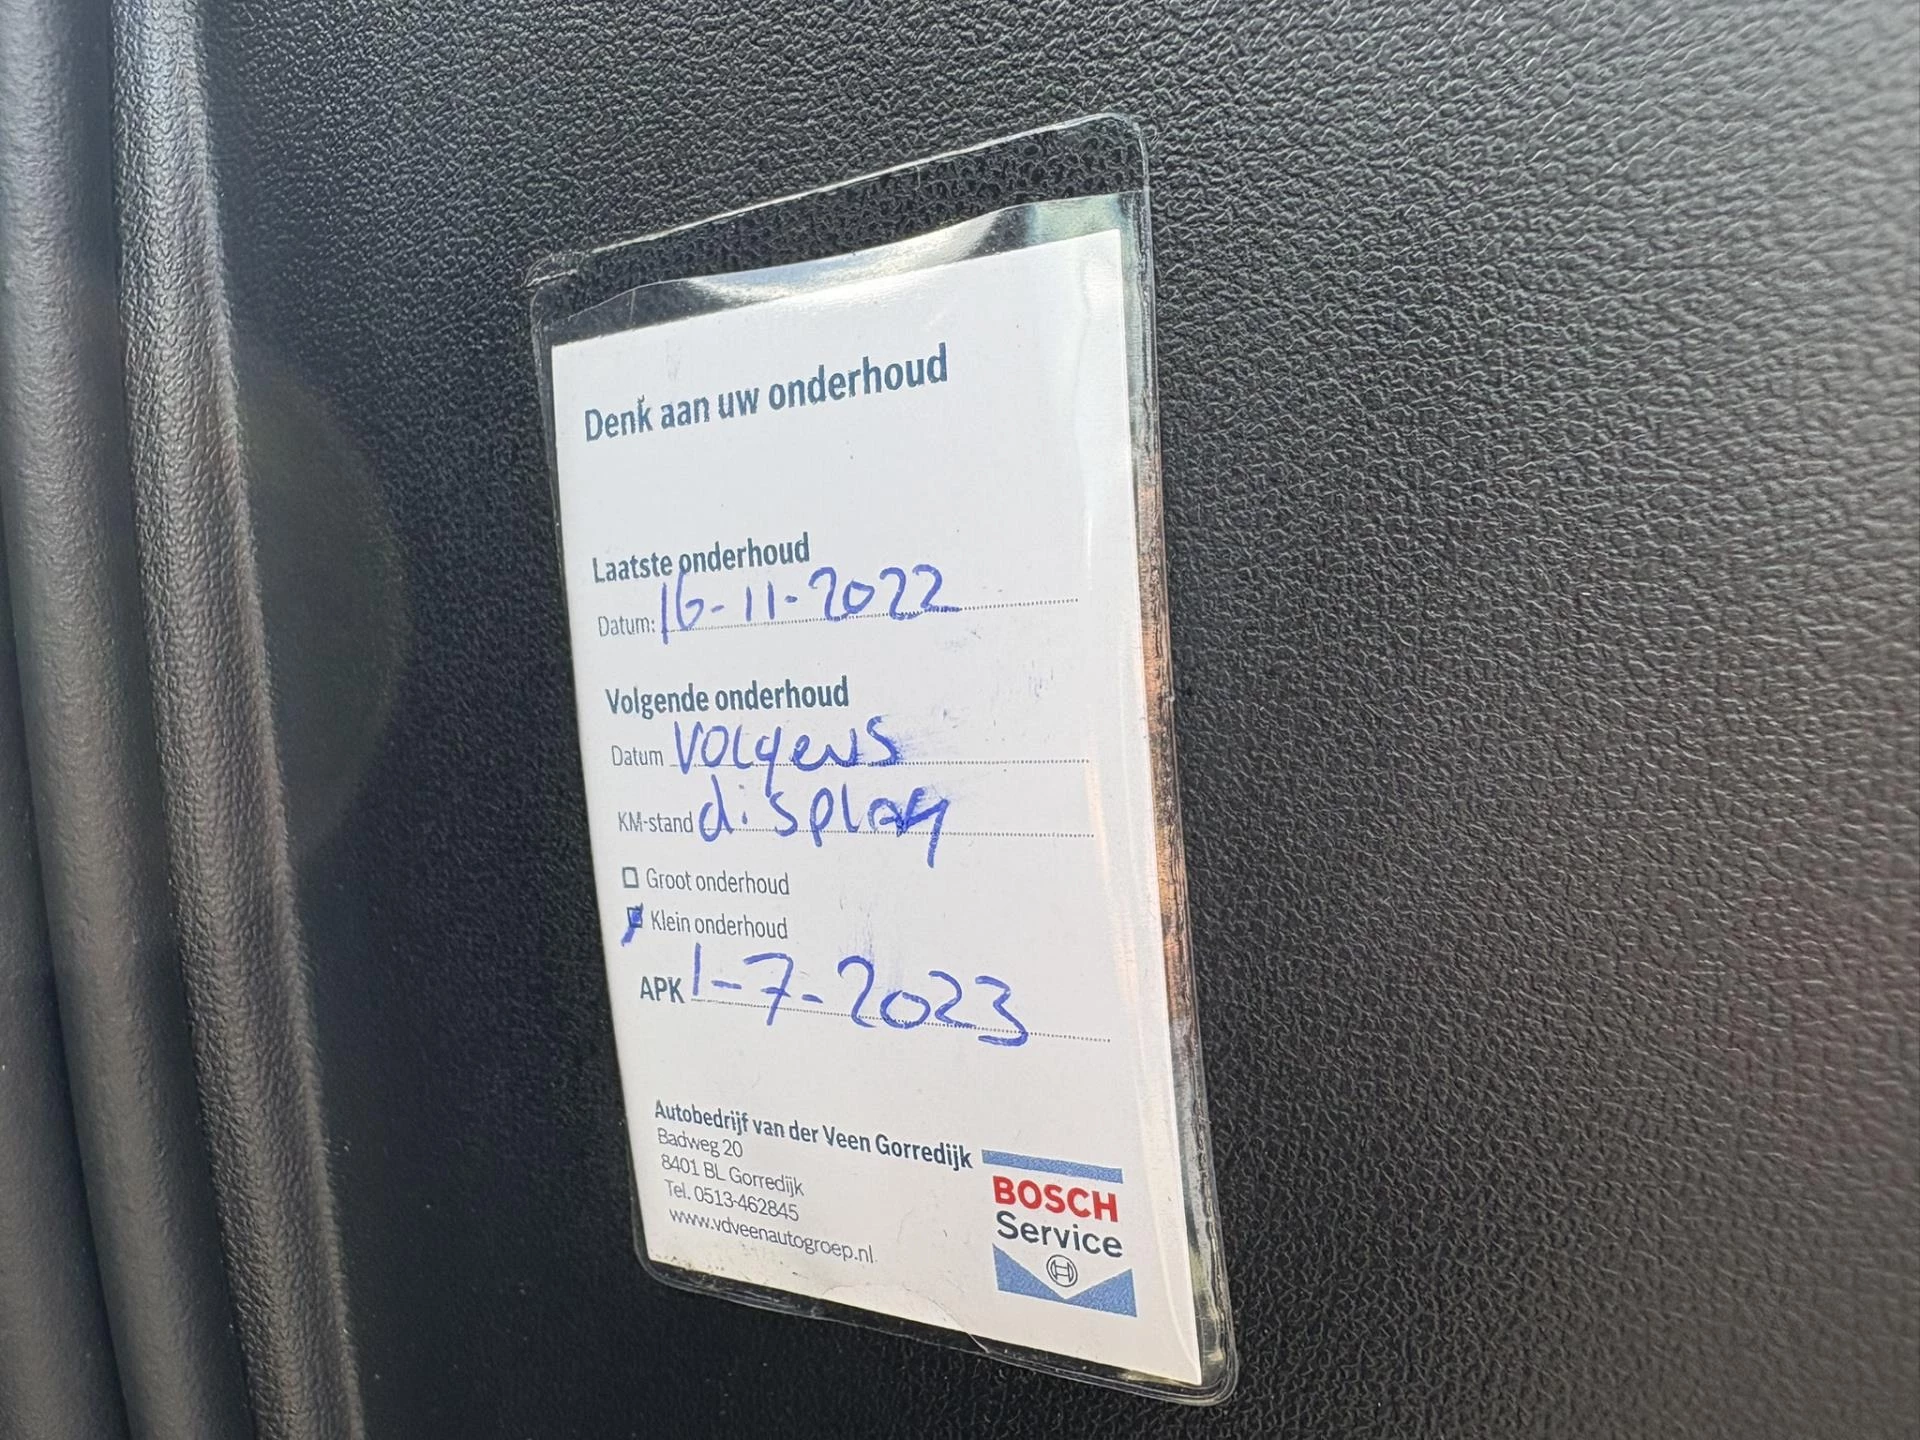 Denk aan uw onderhoud
Laatste onderhoud
Datum: 16-11-2022
Volgende onderhoud
Datum Volgens
KM-stand display
Groot onderhoud
Klein onderhoud
APK 1-7-2023
Autobedrijf van der Veen Gorredijk
Badweg 20
8401 BL Gorredijk
Tel. 0513-462845
www.vdveenautogroep.nl
BOSCH
Service